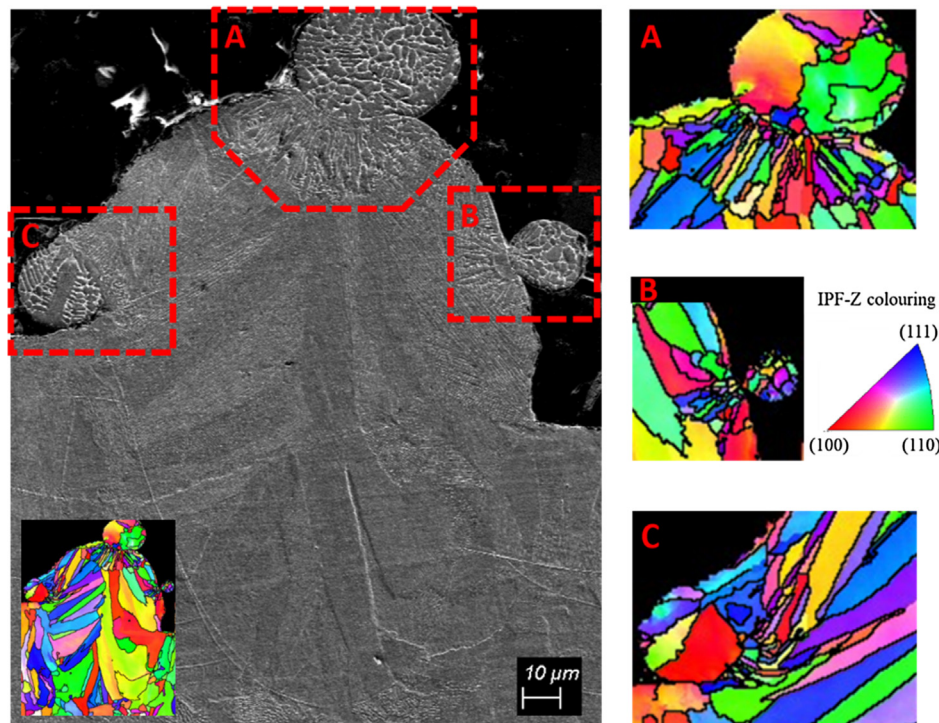 A
B
C
10 μm
A
B
IPF-Z colouring
(111)
(100)
(110)
C